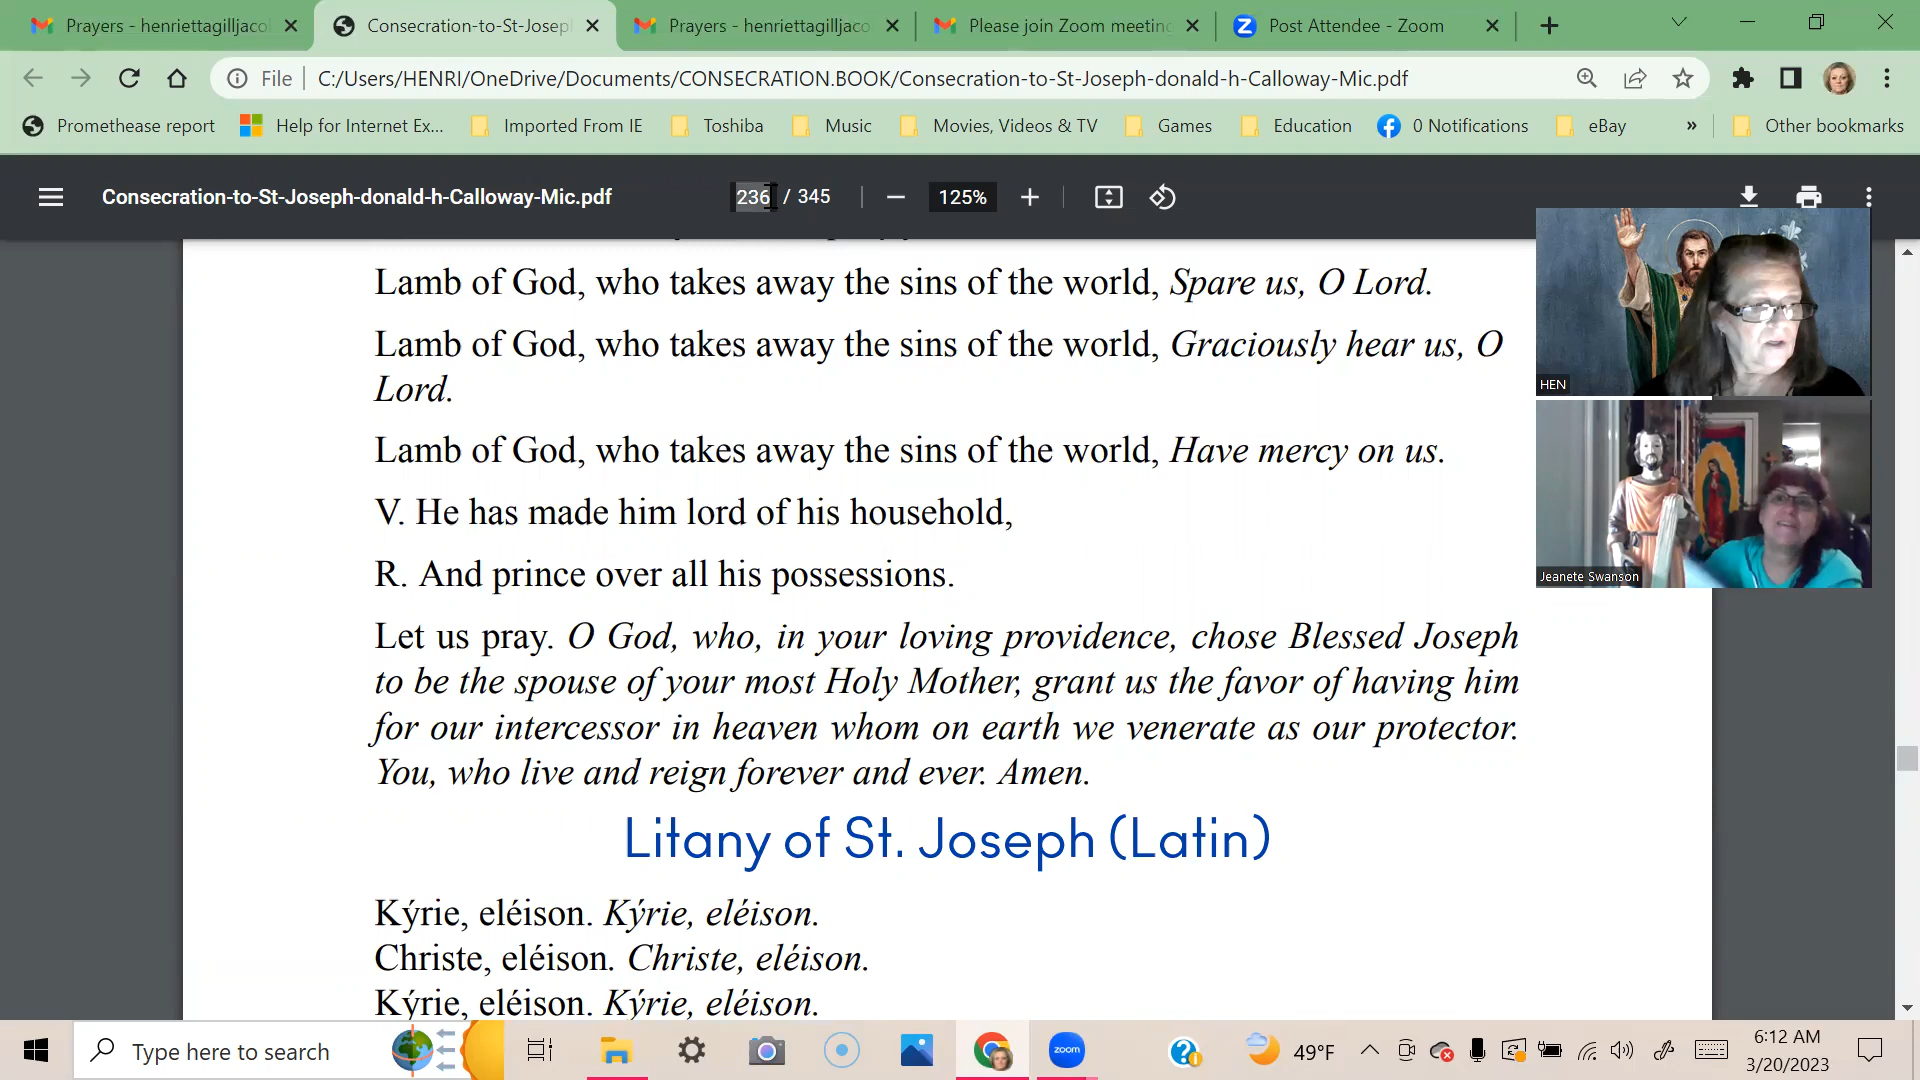 Prayers - henriettagilljaco
Consecration-to-St-Joseph
Prayers - henriettagilljaco
Please join Zoom meeting
Post Attendee - Zoom
File
C:/Users/HENRI/OneDrive/Documents/CONSECRATION.BOOK/Consecration-to-St-Joseph-donald-h-Calloway-Mic.pdf
Promethease report
Help for Internet Ex...
Imported From IE
Toshiba
Music
Movies, Videos & TV
Games
Education
0 Notifications
eBay
»
Other bookmarks
Consecration-to-St-Joseph-donald-h-Calloway-Mic.pdf
236 / 345
125%
Lamb of God, who takes away the sins of the world, Spare us, O Lord.
Lamb of God, who takes away the sins of the world, Graciously hear us, O
Lord.
Lamb of God, who takes away the sins of the world, Have mercy on us.
V. He has made him lord of his household,
R. And prince over all his possessions.
Let us pray. O God, who, in your loving providence, chose Blessed Joseph
to be the spouse of your most Holy Mother, grant us the favor of having him
for our intercessor in heaven whom on earth we venerate as our protector.
You, who live and reign forever and ever. Amen.
Litany of St. Joseph (Latin)
Kýrie, eléison. Kýrie, eléison.
Christe, eléison. Christe, eléison.
Kýrie, eléison. Kýrie, eléison.
HEN
Jeanete Swanson
Type here to search
zoom
49°F
6:12 AM
3/20/2023